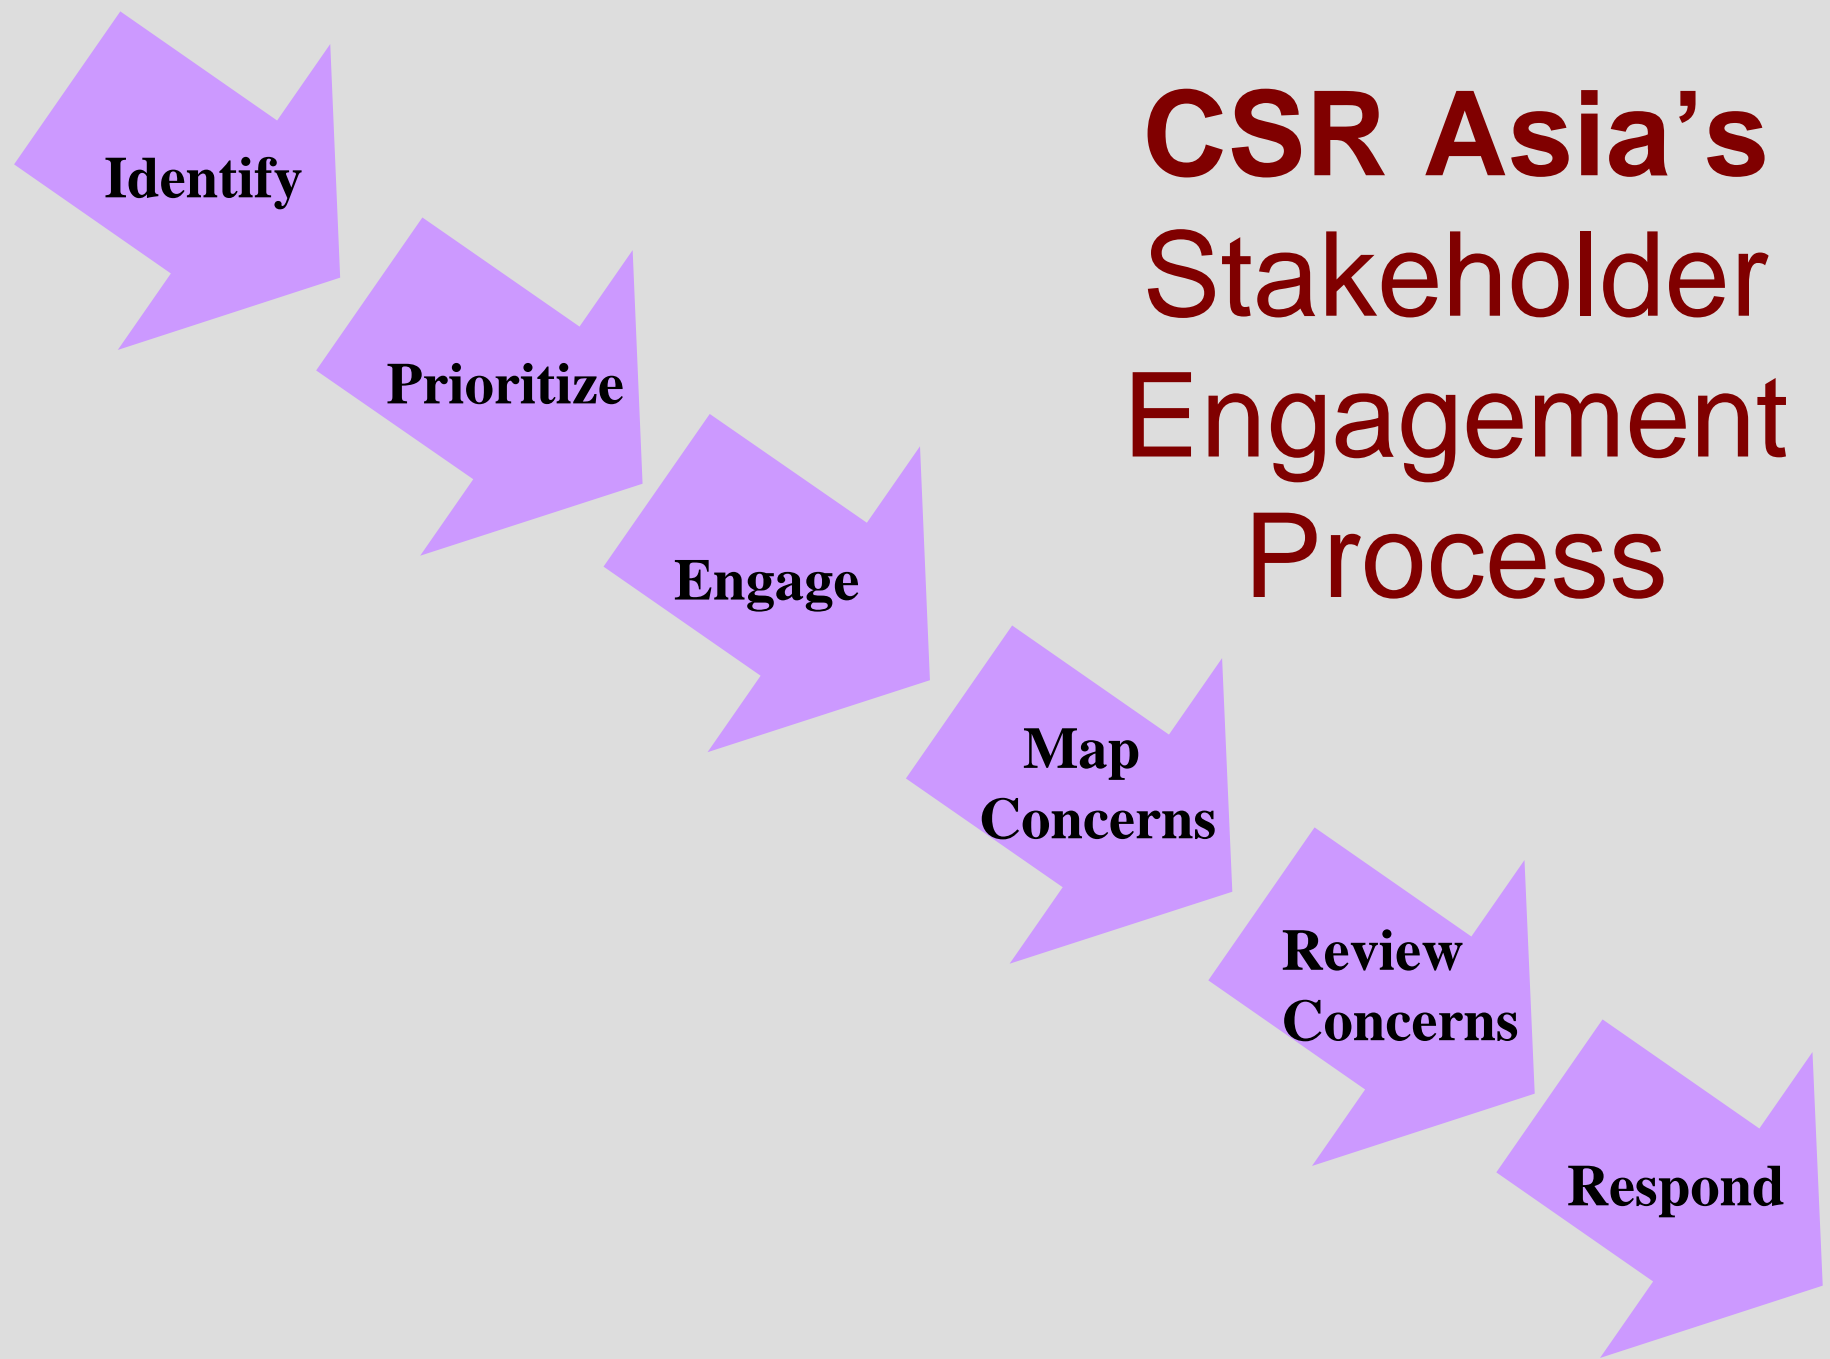 CSR Asia’s
Stakeholder
Engagement
Process
Identify
Prioritize
Engage
Map
Concerns
Review
Concerns
Respond